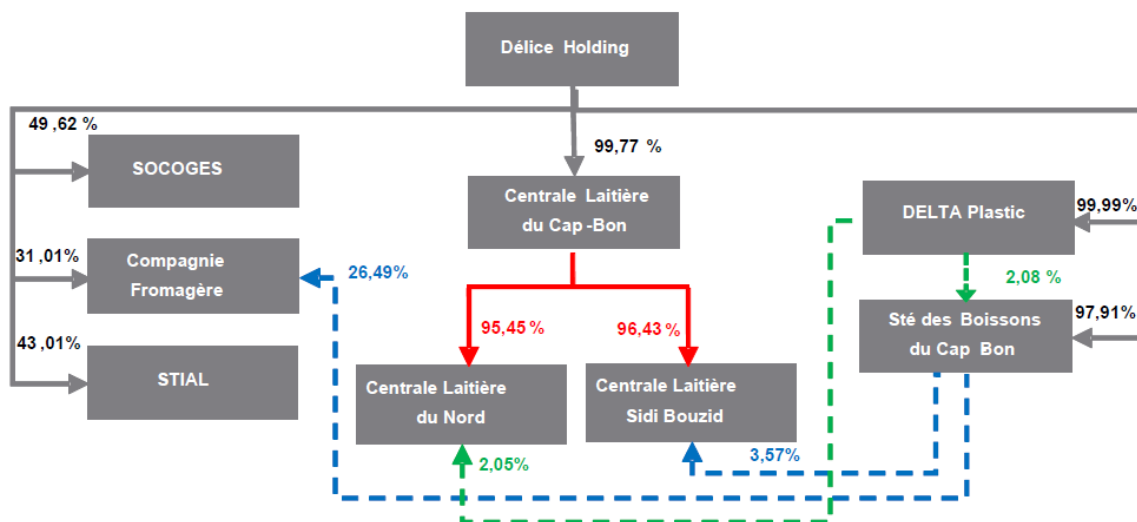 Délice Holding
49 ,62 %
SOCOGES
99,77 %
Centrale Laitière
du Cap -Bon
DELTA Plastic
99,99%
31 ,01%
Compagnie
Fromagère
26,49%
2,08 %
Sté des Boissons
du Cap Bon
97,91%
95,45 %
96,43 %
43 ,01%
STIAL
Centrale Laitière
du Nord
Centrale Laitière
Sidi Bouzid
2,05%
3,57%